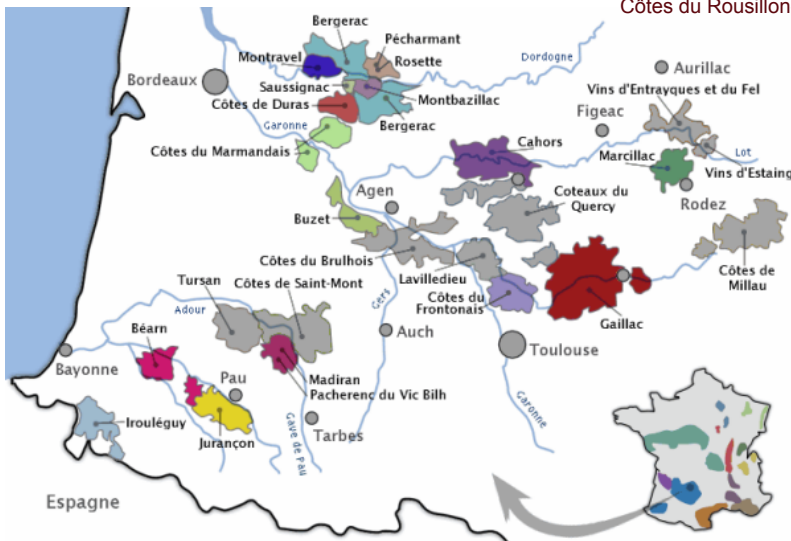 Côtes du Rousillon
Bergerac
Pécharmant
Montravel
Rosette
Dordogne
Aurillac
Bordeaux
Saussignac
Vins d'Entrayques et du Fel
Côtes de Duras
Montbazillac
Figeac
Garonne
Bergerac
Cahors
Côtes du Marmandais
Marcillac
Lot
Vins d'Estaing
Agen
Coteaux du
Quercy
Rodez
Buzet
Côtes du Brulhois
Tursan
Côtes de Saint-Mont
Lavilledieu
Côtes de
Millau
Gers
Côtes du
Frontonais
Adour
Gaillac
Béarn
Auch
Toulouse
Bayonne
Pau
Madiran
Pacherenc du Vic Bilh
Garonne
Irouléguy
Jurançon
Gave de Pau
Tarbes
Espagne